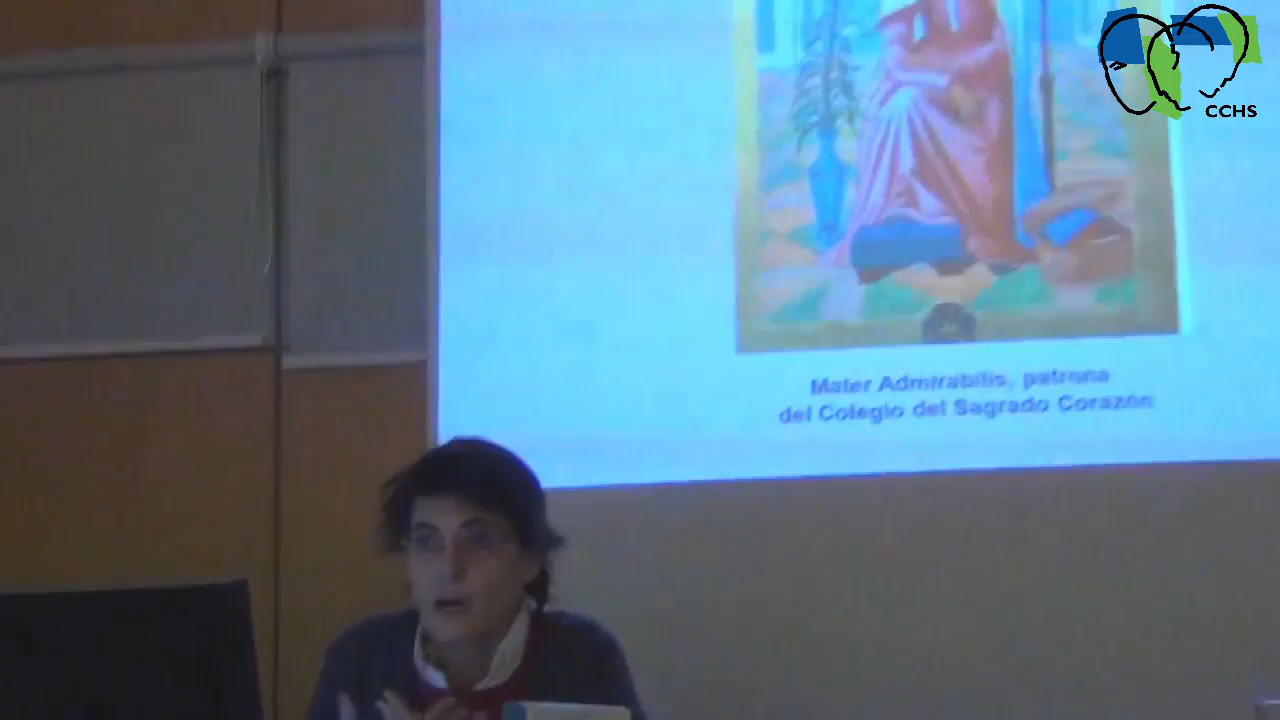 CCHS
Mater Admirabilis, patrona
del Colegio del Sagrado Corazón